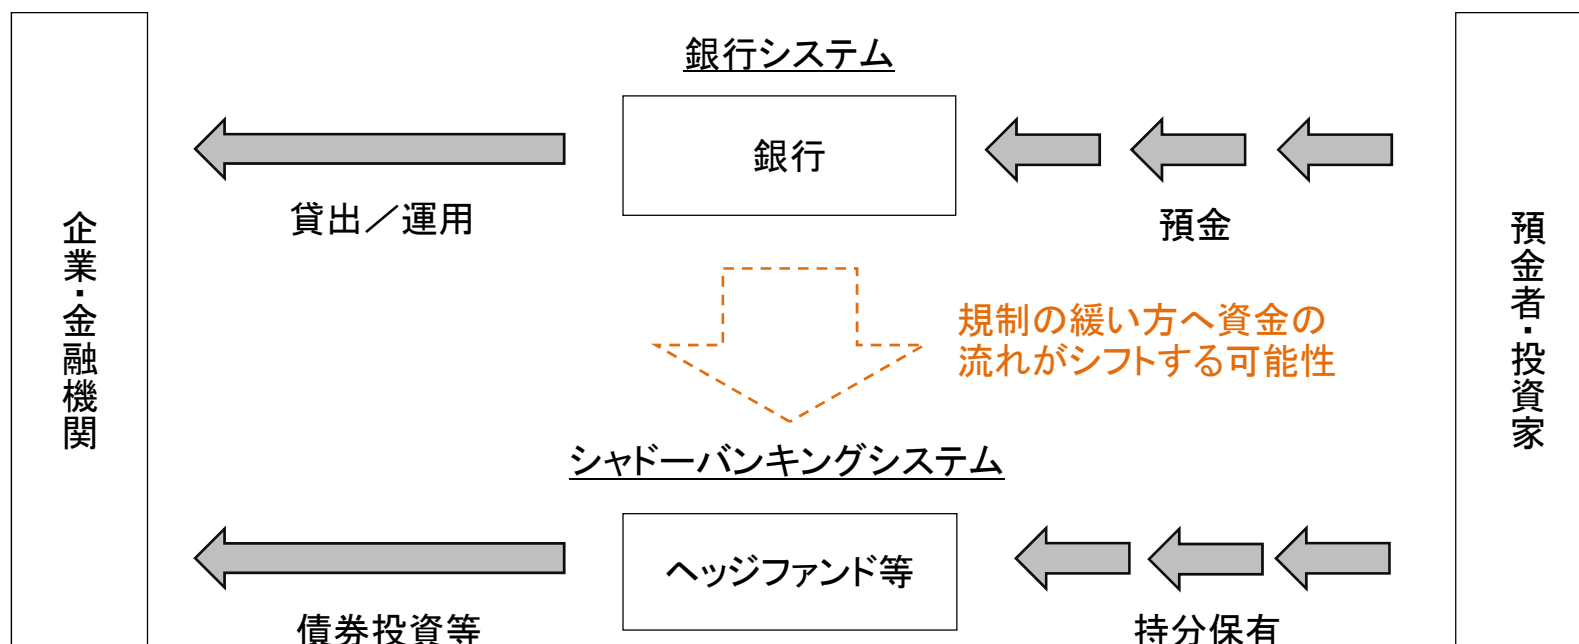 銀行システム
銀行
貸出／運用
預金
企業・金融機関
預金者・投資家
規制の緩い方へ資金の
流れがシフトする可能性
シャドーバンキングシステム
ヘッジファンド等
債券投資等
持分保有